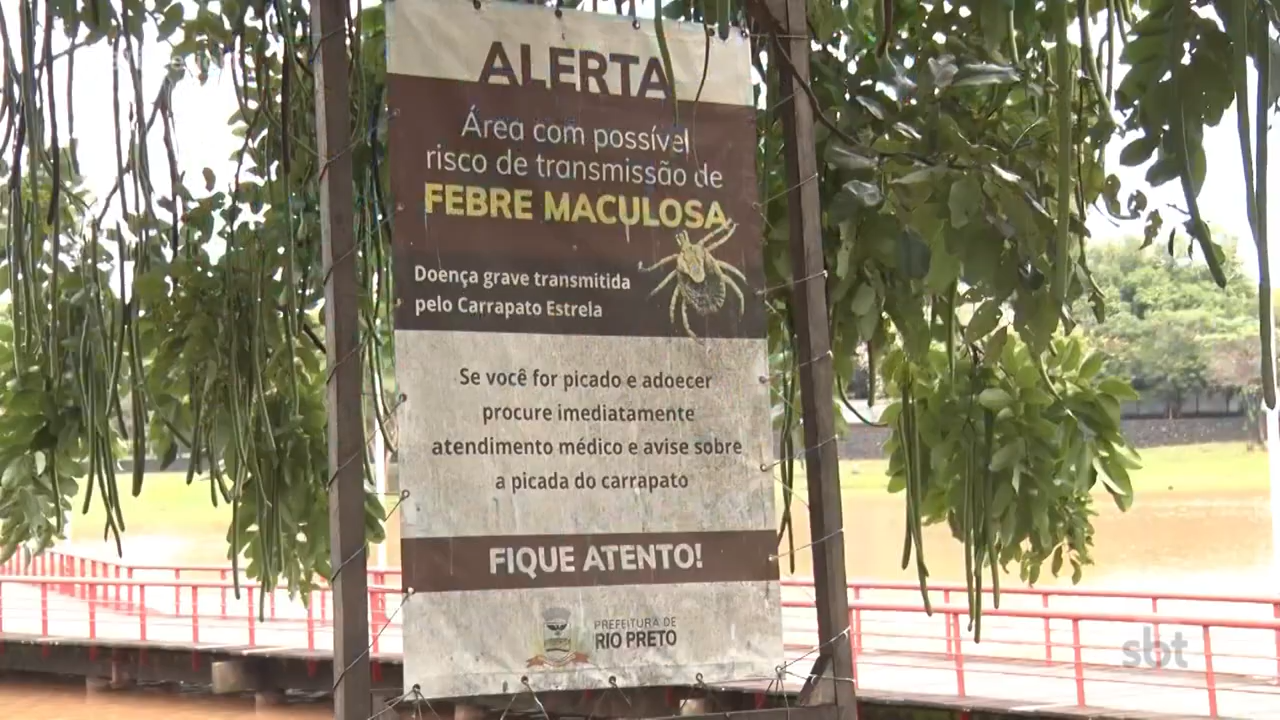 ALERTA
Área com possível
risco de transmissão de
FEBRE MACULOSA
Doença grave transmitida
pelo Carrapato Estrela
Se você for picado e adoecer
procure imediatamente
atendimento médico e avise sobre
a picada do carrapato
FIQUE ATENTO!
PREFEITURA DE
RIO PRETO
sbt